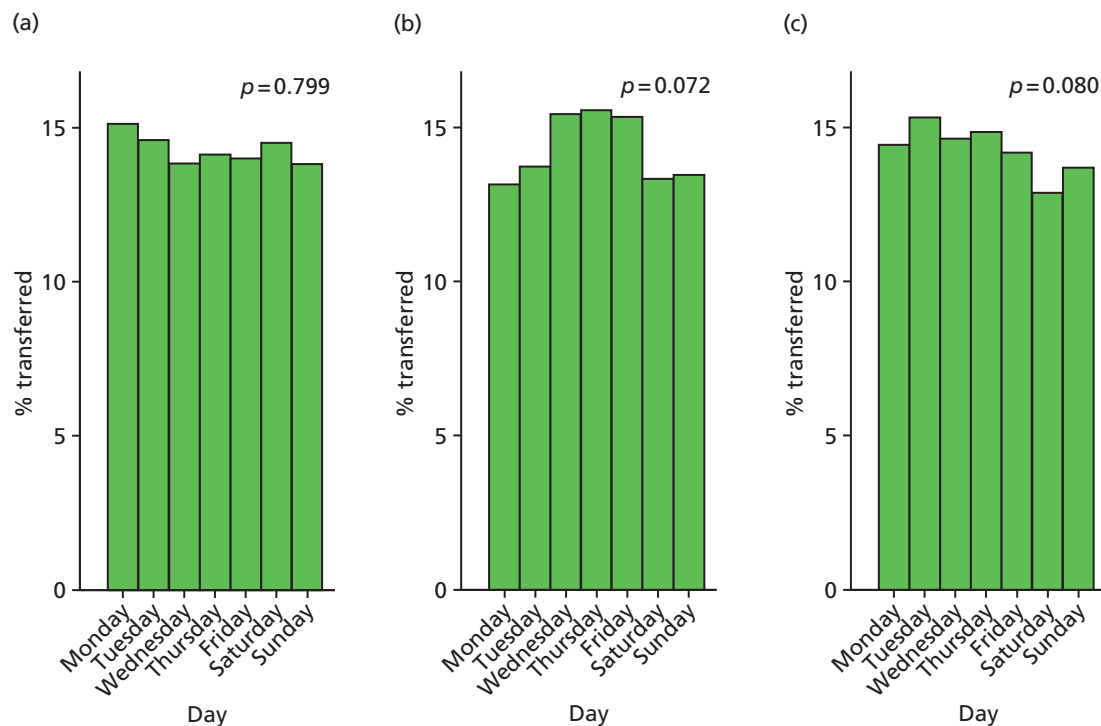 (a)
p=0.799
15
10
5
0
% transferred
Monday
Tuesday
Wednesday
Thursday
Friday
Saturday
Sunday
Day
(b)
p=0.072
15
10
5
0
% transferred
Monday
Tuesday
Wednesday
Thursday
Friday
Saturday
Sunday
Day
(c)
p=0.080
15
10
5
0
% transferred
Monday
Tuesday
Wednesday
Thursday
Friday
Saturday
Sunday
Day